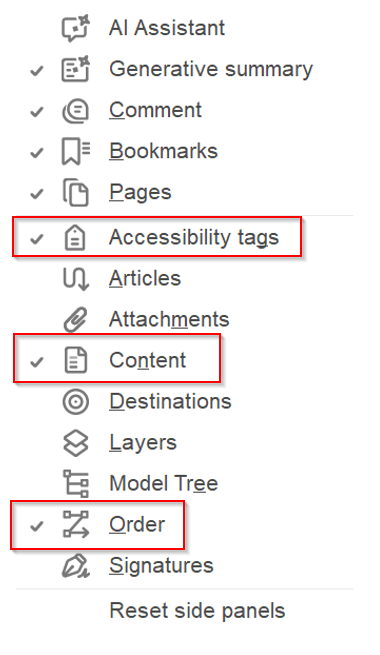 AI Assistant
Generative summary
Comment
Bookmarks
Pages
Accessibility tags
Articles
Attachments
Content
Destinations
Layers
Model Tree
Order
Signatures
Reset side panels